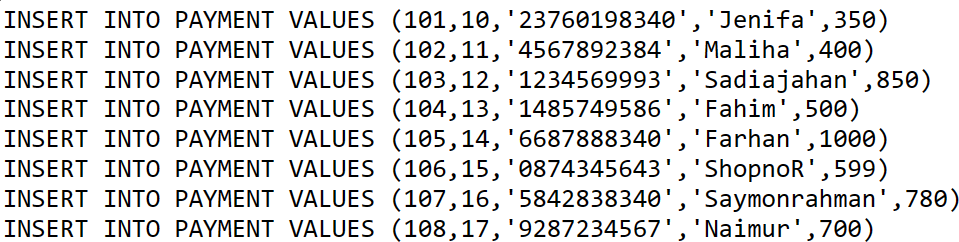 INSERT INTO PAYMENT VALUES (101,10,'23760198340','Jenifa',350)
INSERT INTO PAYMENT VALUES (102,11,'4567892384','Maliha',400)
INSERT INTO PAYMENT VALUES (103,12,'1234569993','Sadiajahan',850)
INSERT INTO PAYMENT VALUES (104,13,'1485749586','Fahim',500)
INSERT INTO PAYMENT VALUES (105,14,'6687888340','Farhan',1000)
INSERT INTO PAYMENT VALUES (106,15,'0874345643','ShopnoR',599)
INSERT INTO PAYMENT VALUES (107,16,'5842838340','Saymonrahman',780)
INSERT INTO PAYMENT VALUES (108,17,'9287234567','Naimur',700)